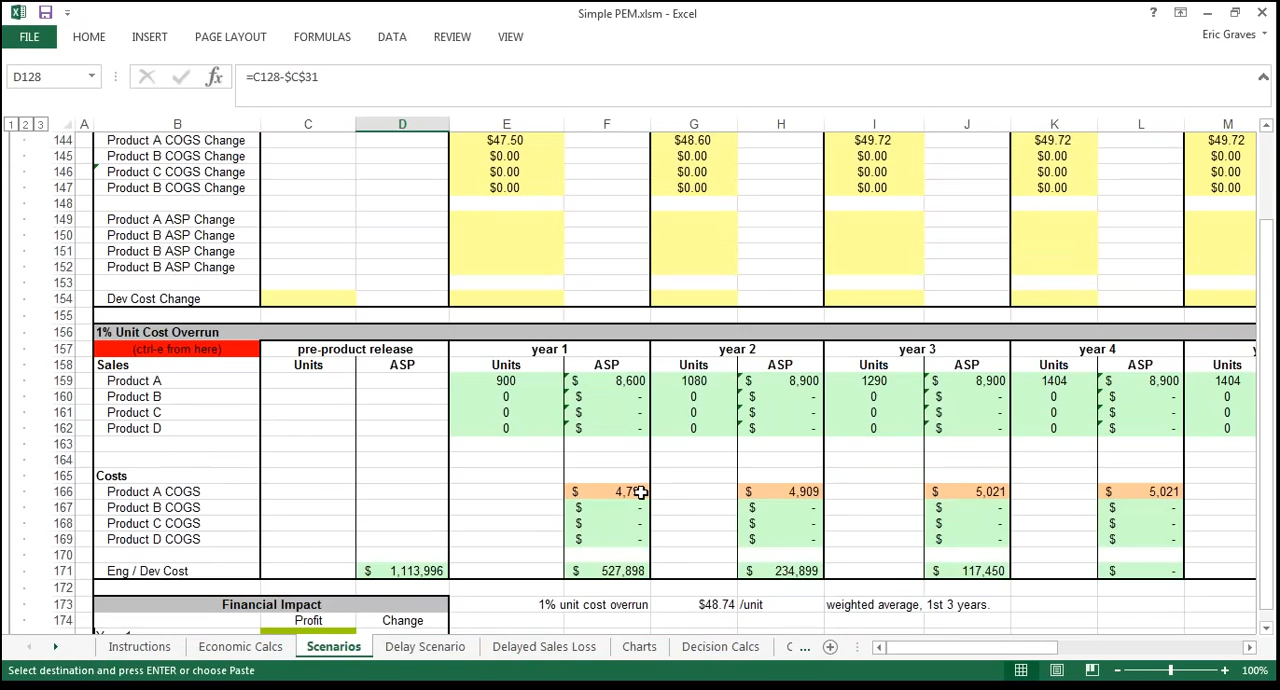 Simple PEM.xlsm - Excel
FILE HOME INSERT PAGE LAYOUT FORMULAS DATA REVIEW VIEW Eric Graves
D128 fx =C128-$C$31
1 2 3 A B C D E F G H I J K L M
144 Product A COGS Change $47.50 $48.60 $49.72 $49.72 $49.72
145 Product B COGS Change $0.00 $0.00 $0.00 $0.00 $0.00
146 Product C COGS Change $0.00 $0.00 $0.00 $0.00 $0.00
147 Product B COGS Change $0.00 $0.00 $0.00 $0.00 $0.00
148
149 Product A ASP Change
150 Product B ASP Change
151 Product B ASP Change
152 Product B ASP Change
153
154 Dev Cost Change
155
156 1% Unit Cost Overrun
157 (ctrl-e from here) pre-product release year 1 year 2 year 3 year 4
158 Sales Units ASP Units ASP Units ASP Units ASP Units ASP Units
159 Product A 900 $ 8,600 1080 $ 8,900 1290 $ 8,900 1404 $ 8,900 1404
160 Product B 0 $ - 0 $ - 0 $ - 0 $ - 0
161 Product C 0 $ - 0 $ - 0 $ - 0 $ - 0
162 Product D 0 $ - 0 $ - 0 $ - 0 $ - 0
163
164
165 Costs
166 Product A COGS $ $ 4,909 $ 5,021 $ 5,021
167 Product B COGS $ - $ - $ - $ -
168 Product C COGS $ - $ - $ - $ -
169 Product D COGS $ - $ - $ - $ -
170
171 Eng / Dev Cost $ 1,113,996 $ 527,898 $ 234,899 $ 117,450 $ -
172
173 Financial Impact 1% unit cost overrun $48.74 /unit weighted average, 1st 3 years.
174 Profit Change
Instructions Economic Calcs Scenarios Delay Scenario Delayed Sales Loss Charts Decision Calcs C ...
Select destination and press ENTER or choose Paste 100%